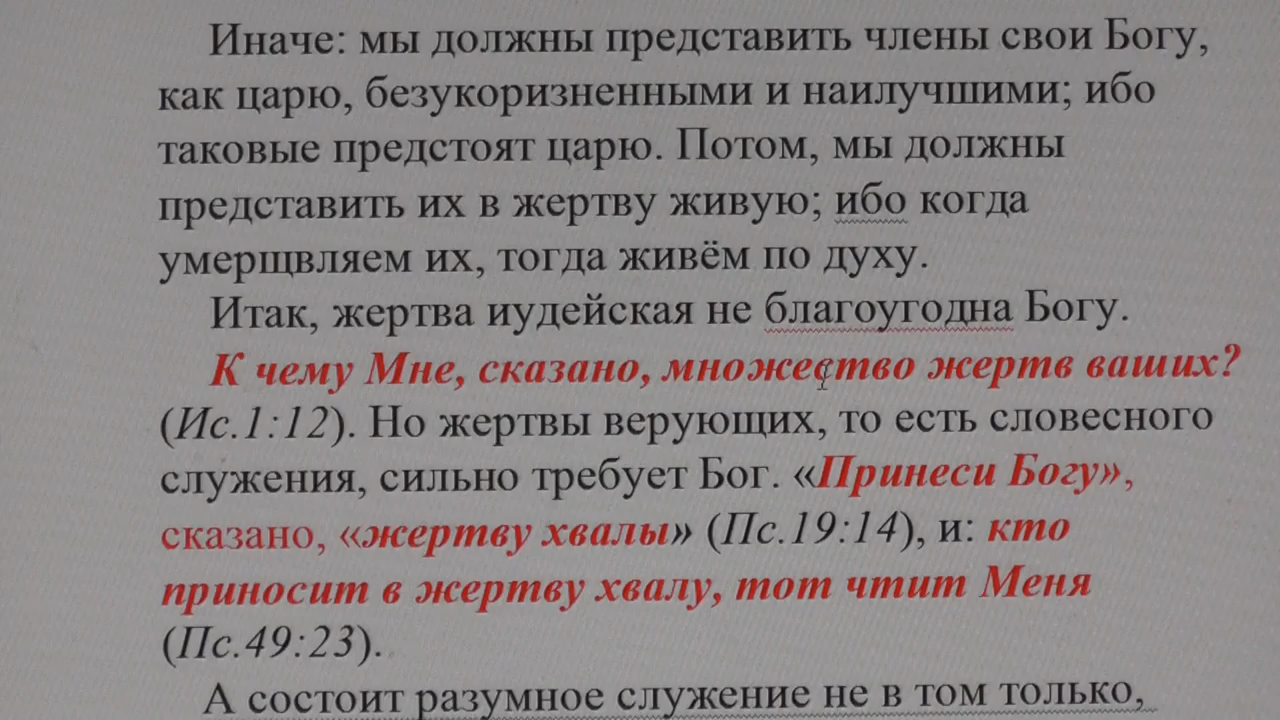 Иначе: мы должны представить члены свои Богу,
как царю, безукоризненными и наилучшими; ибо
таковые предстоят царю. Потом, мы должны
представить их в жертву живую; ибо когда
умерщвляем их, тогда живём по духу.
Итак, жертва иудейская не благоугодна Богу.
К чему Мне, сказано, множество жертв ваших?
(Ис.1:12). Но жертвы верующих, то есть словесного
служения, сильно требует Бог. «Принеси Богу»,
сказано, «жертву хвалы» (Пс.19:14), и: кто
приносит в жертву хвалу, тот чтит Меня
(Пс.49:23).
А состоит разумное служение не в том только,